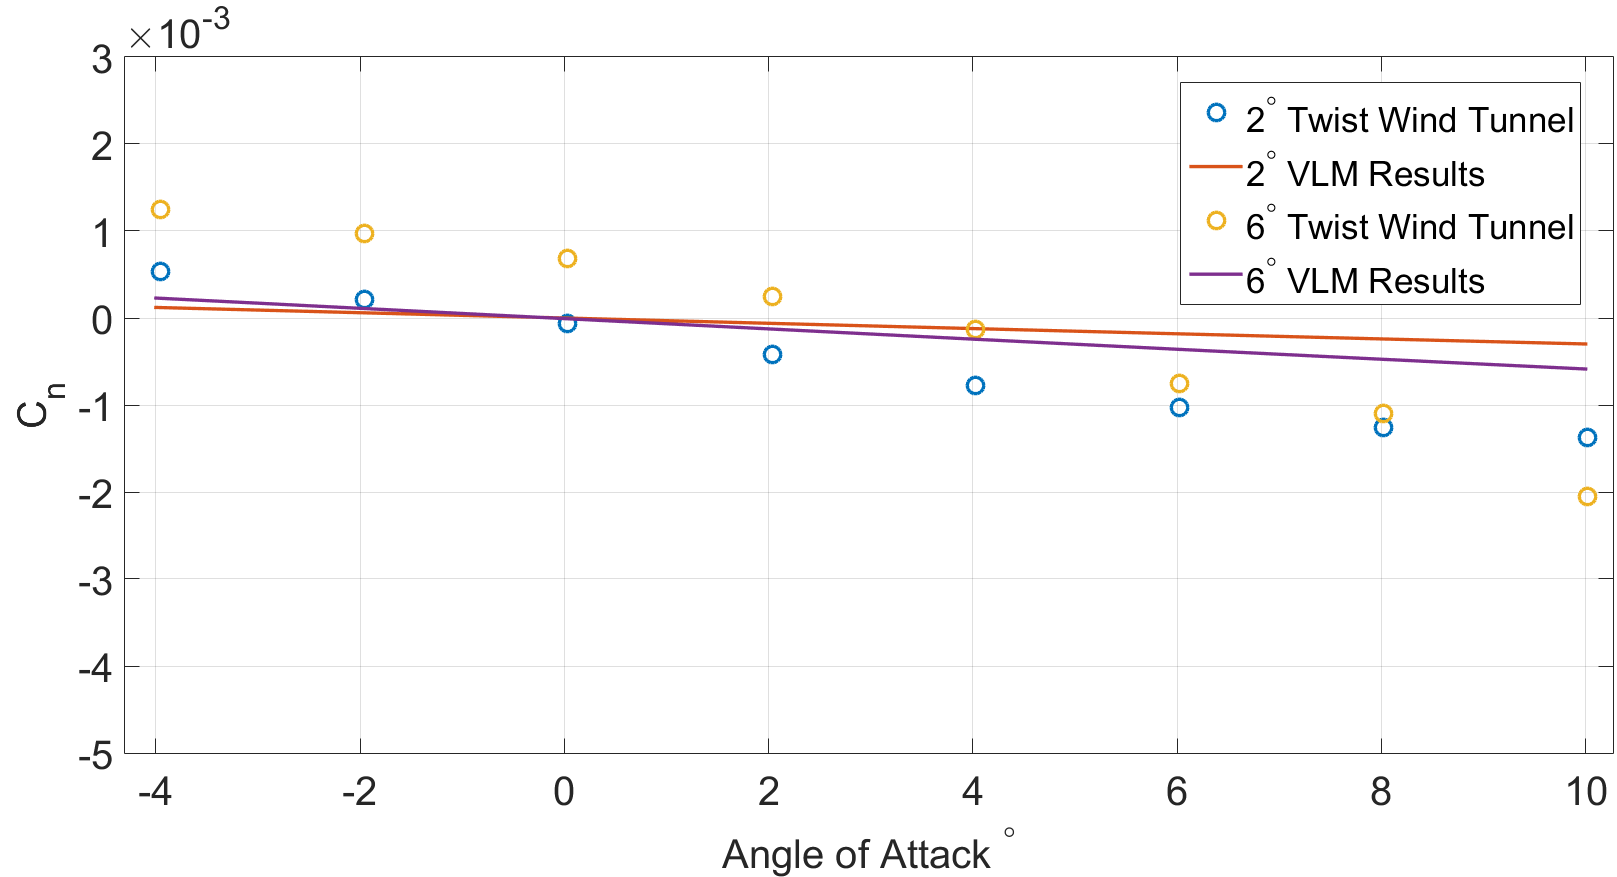 ×10-3
3
2
1
0
-1
-2
-3
-4
-5
Cn
-4 -2 0 2 4 6 8 10
Angle of Attack °
2° Twist Wind Tunnel
2° VLM Results
6° Twist Wind Tunnel
6° VLM Results